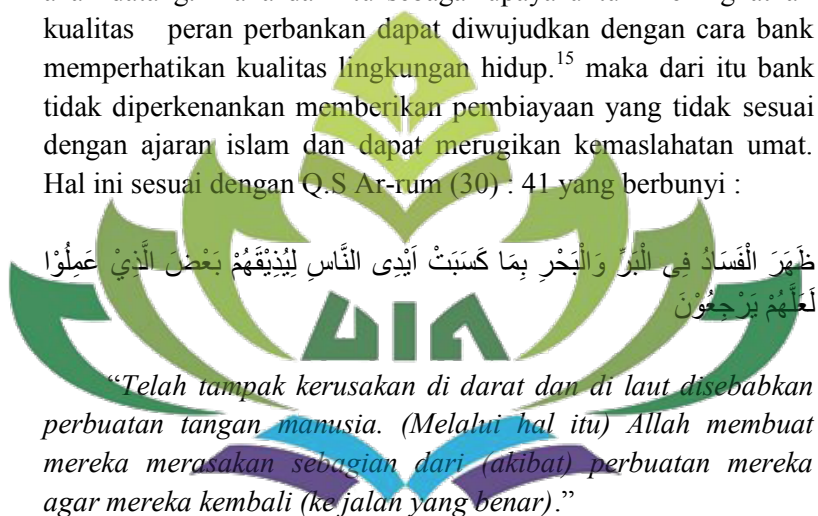 kualitas peran perbankan dapat diwujudkan dengan cara bank
memperhatikan kualitas lingkungan hidup.15 maka dari itu bank
tidak diperkenankan memberikan pembiayaan yang tidak sesuai
dengan ajaran islam dan dapat merugikan kemaslahatan umat.
Hal ini sesuai dengan Q.S Ar-rum (30) : 41 yang berbunyi :
ظَهَرَ الْفَسَادُ فِى الْبَرِّ وَالْبَحْرِ بِمَا كَسَبَتْ اَيْدِى النَّاسِ لِيُذِيْقَهُمْ بَعْضَ الَّذِيْ عَمِلُوْا
لَعَلَّهُمْ يَرْجِعُوْنَ
“Telah tampak kerusakan di darat dan di laut disebabkan
perbuatan tangan manusia. (Melalui hal itu) Allah membuat
mereka merasakan sebagian dari (akibat) perbuatan mereka
agar mereka kembali (ke jalan yang benar).”